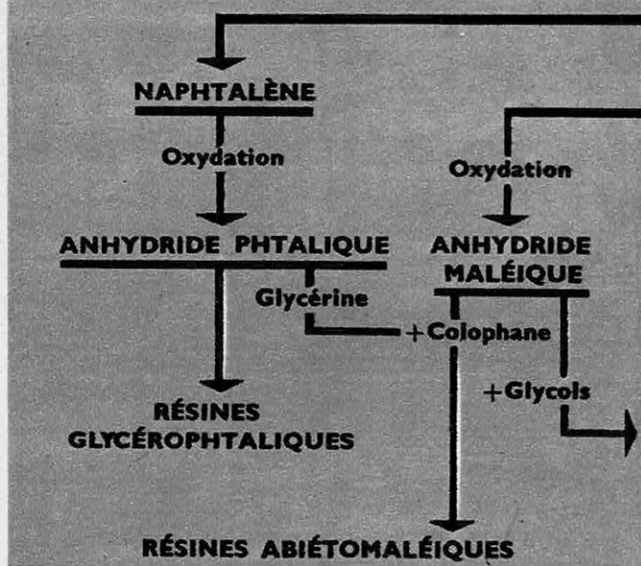 NAPHTALÈNE
Oxydation
Oxydation
ANHYDRIDE PHTALIQUE
ANHYDRIDE
MALÉIQUE
Glycérine
+Colophane
+Glycols
RÉSINES
GLYCÉROPHTALIQUES
RÉSINES ABIÉTOMALÉIQUES